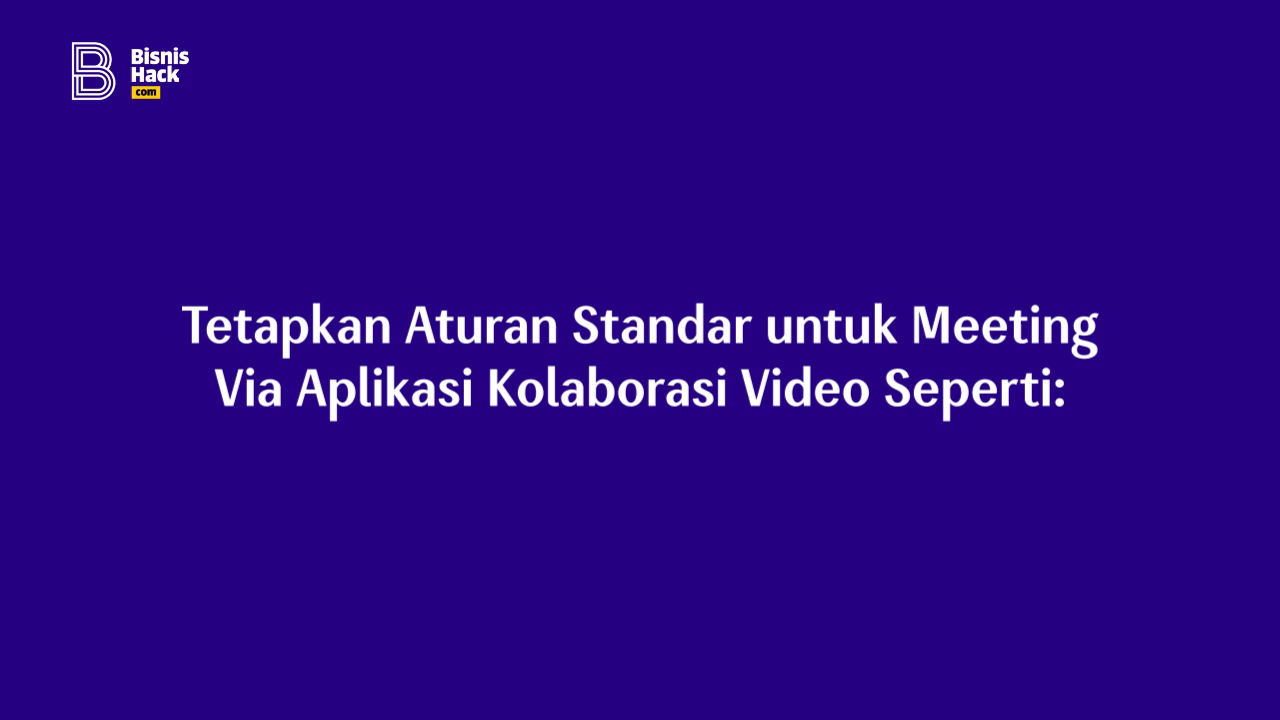 B
Bisnis
Hack
com
Tetapkan Aturan Standar untuk Meeting
Via Aplikasi Kolaborasi Video Seperti: